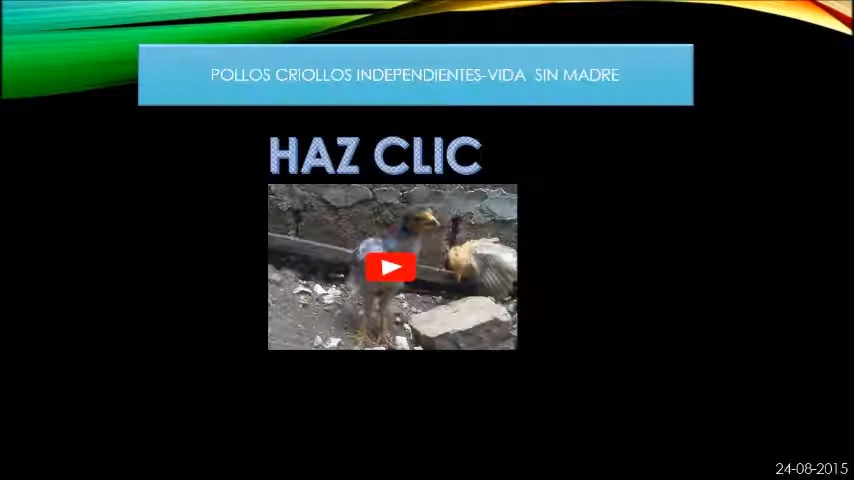 POLLOS CRIOLLOS INDEPENDIENTES-VIDA SIN MADRE
HAZ CLIC
24-08-2015